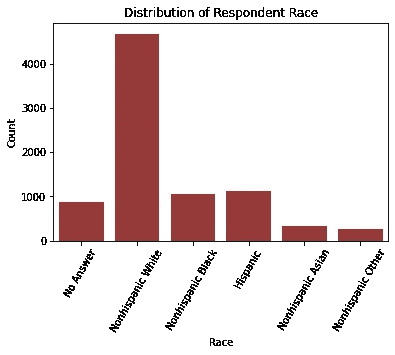 Distribution of Respondent Race
Count
4000
3000
2000
1000
0
No Answer
Nonhispanic White
Nonhispanic Black
Hispanic
Nonhispanic Asian
Nonhispanic Other
Race